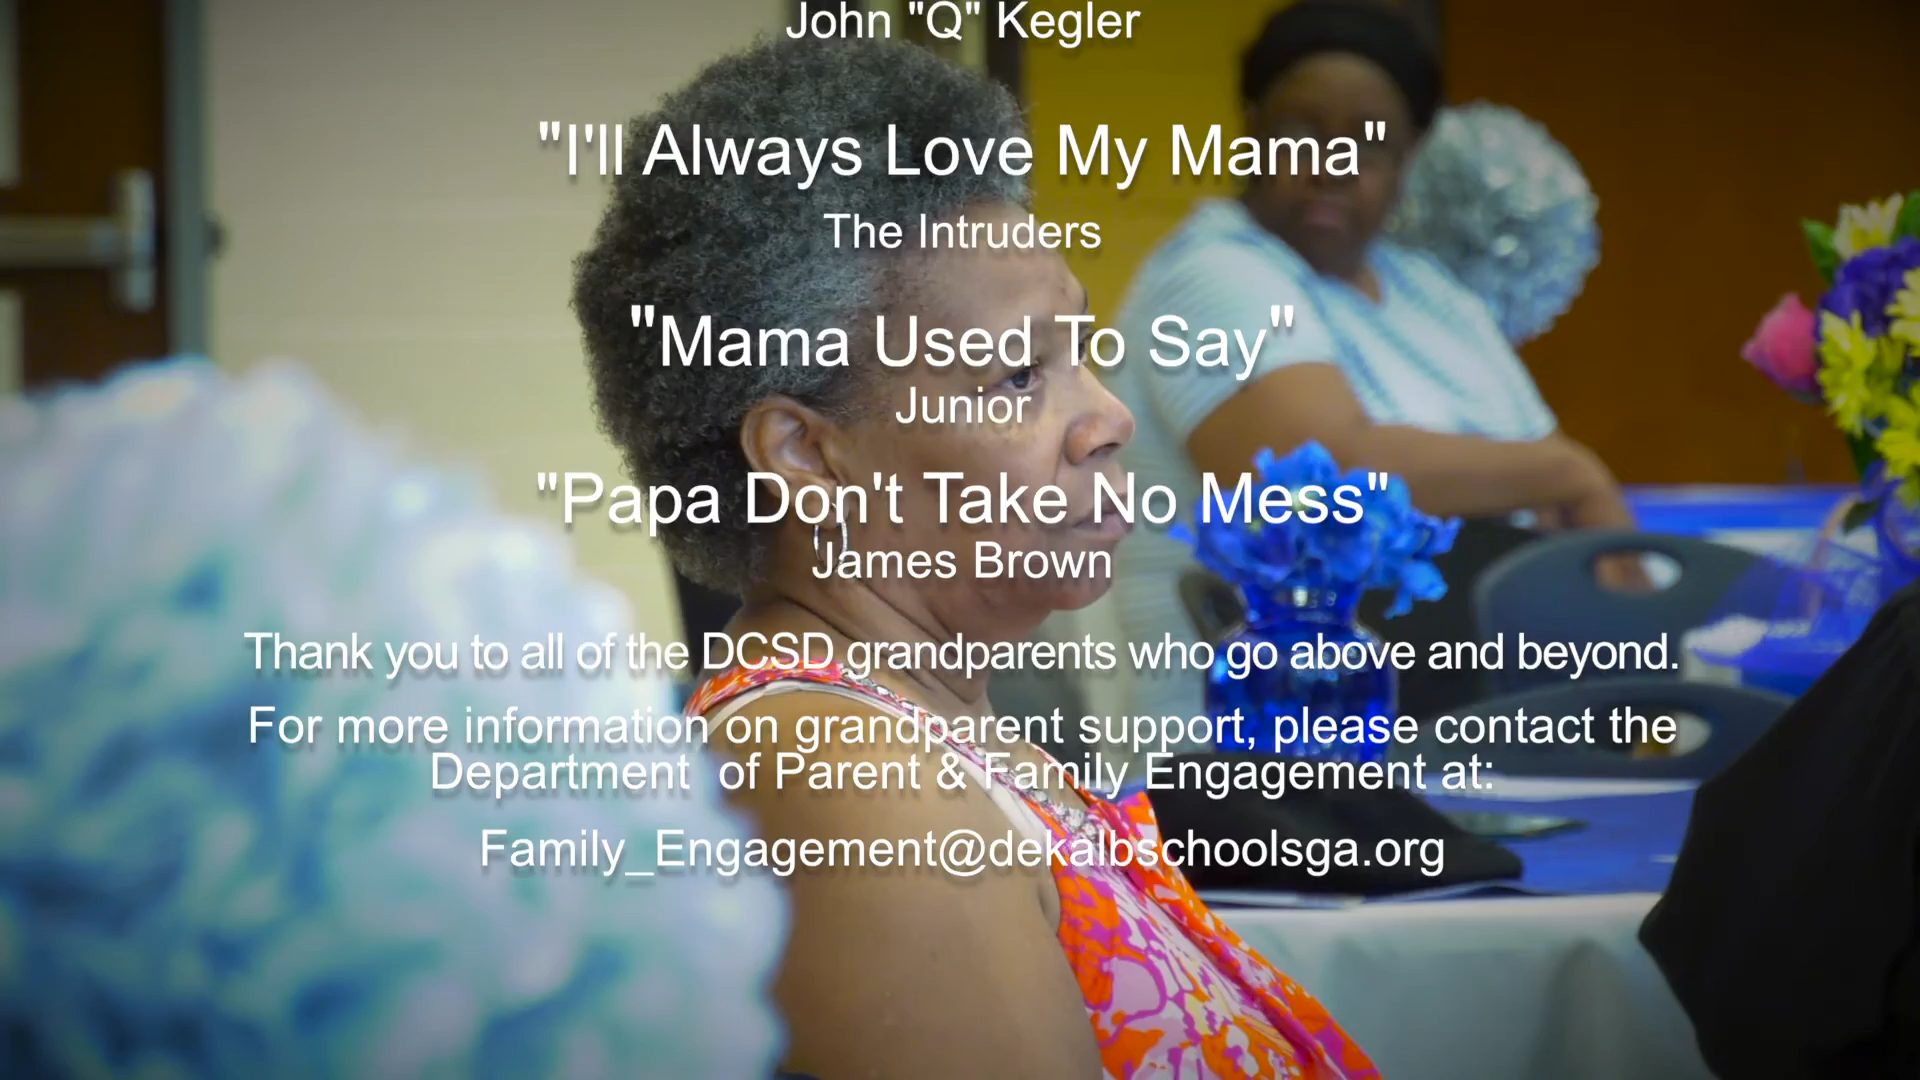 John "Q" Kegler
"I'll Always Love My Mama"
The Intruders
"Mama Used To Say"
Junior
"Papa Don't Take No Mess"
James Brown
Thank you to all of the DCSD grandparents who go above and beyond.
For more information on grandparent support, please contact the
Department  of Parent & Family Engagement at:
Family_Engagement@dekalbschoolsga.org